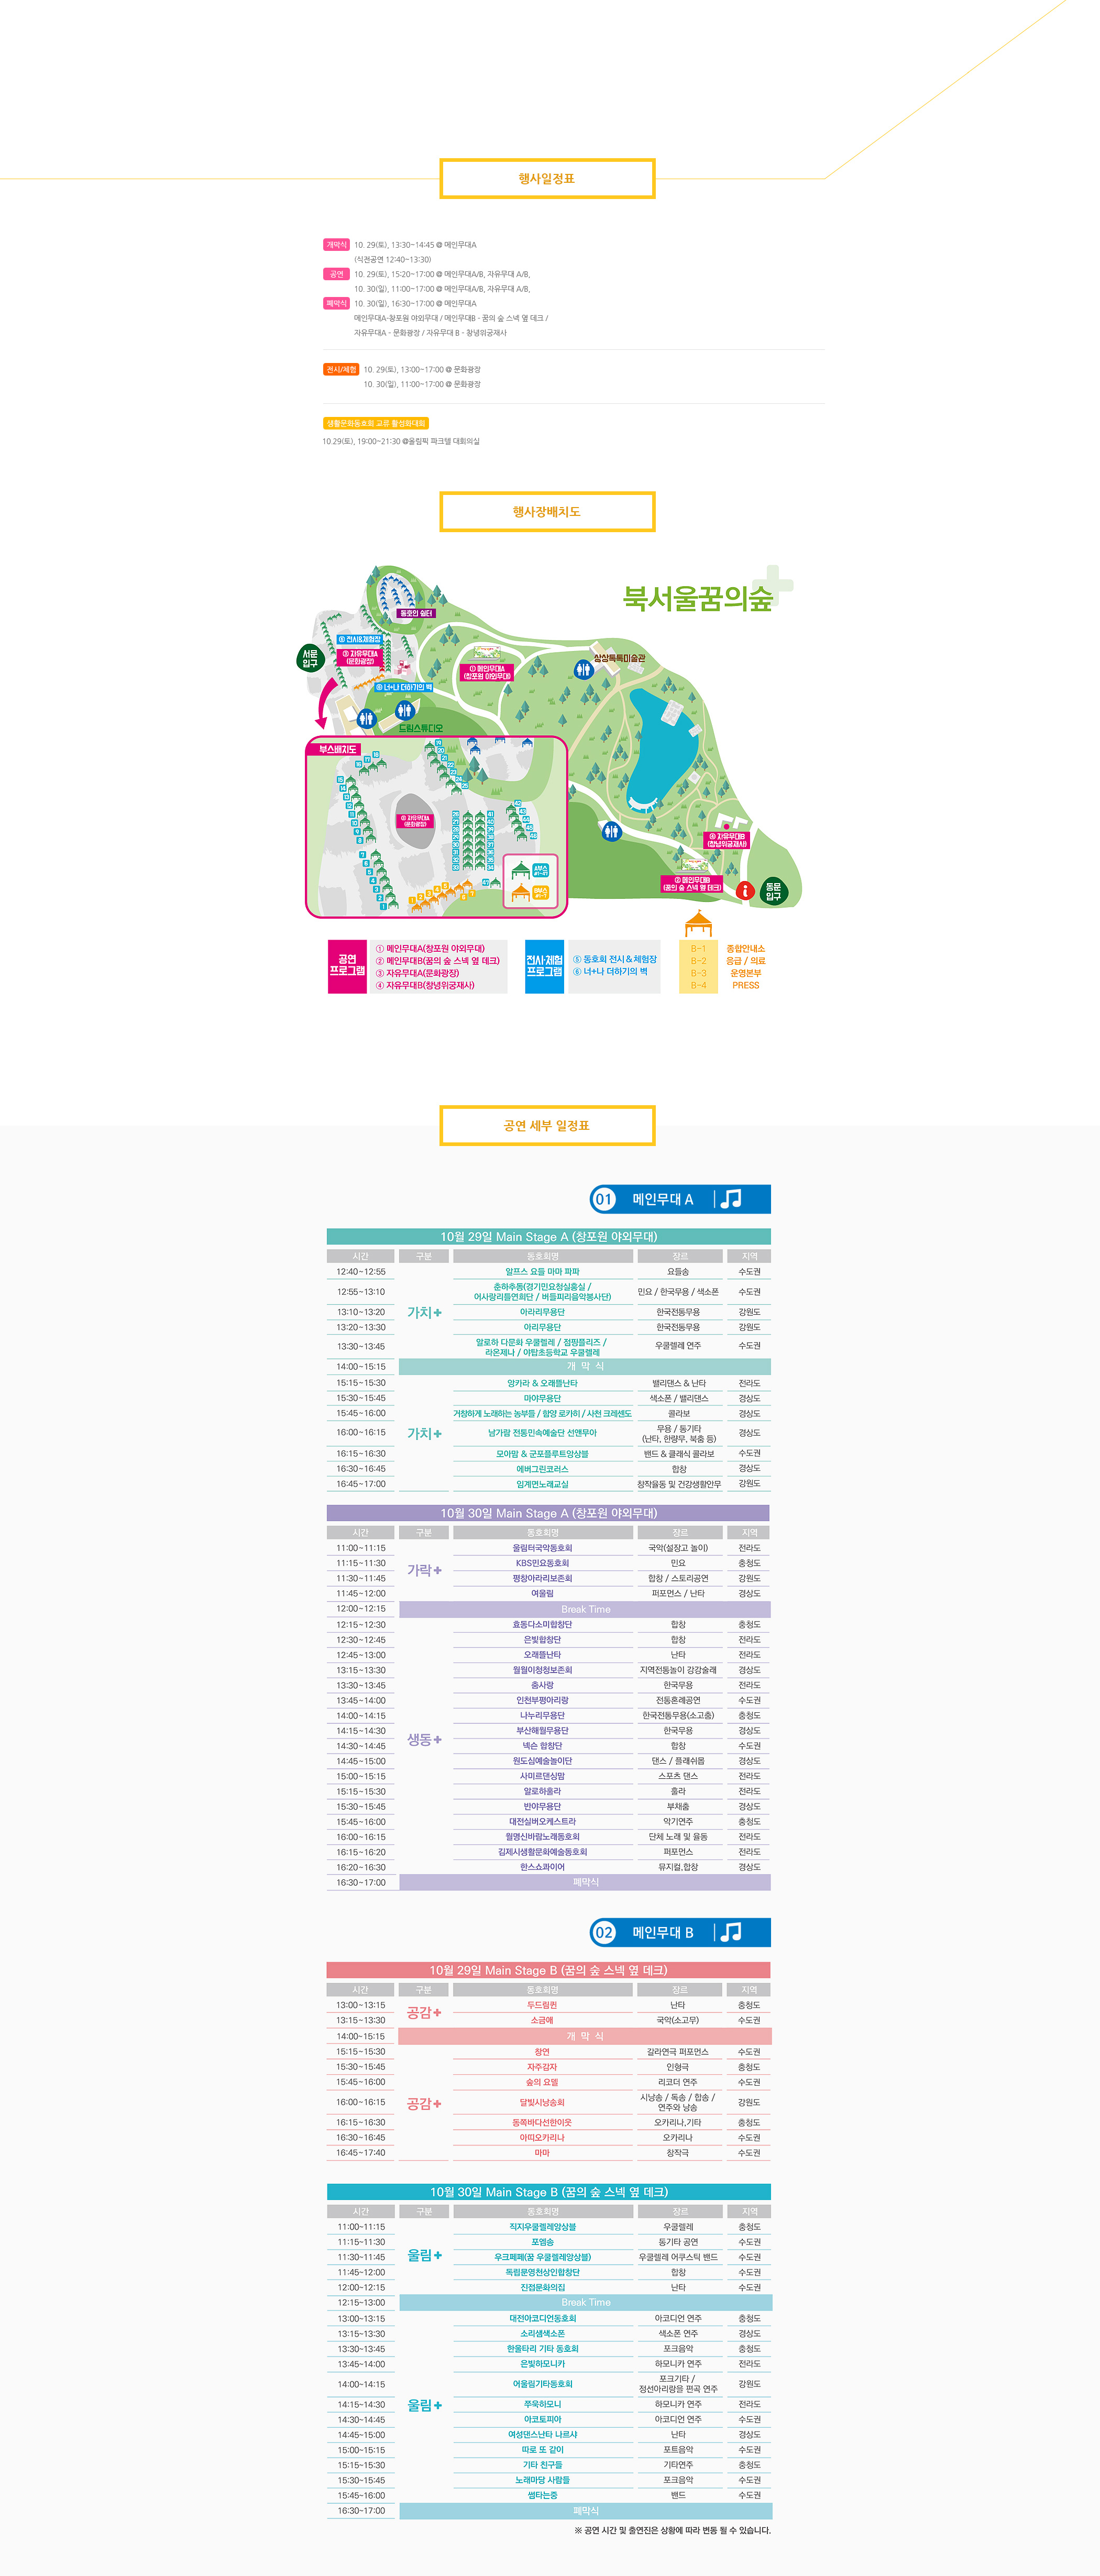 행사일정표
개막식 10. 29(토), 13:30~14:45 @ 메인무대A
(식전공연 12:40~13:30)
공연 10. 29(토), 15:20~17:00 @ 메인무대A/B, 자유무대 A/B,
10. 30(일), 11:00~17:00 @ 메인무대A/B, 자유무대 A/B,
폐막식 10. 30(일), 16:30~17:00 @ 메인무대A
메인무대A-창포원 야외무대 / 메인무대B - 꿈의 숲 스넥 옆 데크 /
자유무대A - 문화광장 / 자유무대 B - 창녕위궁재사
전시/체험 10. 29(토), 13:00~17:00 @ 문화광장
10. 30(일), 11:00~17:00 @ 문화광장
생활문화동호회 교류 활성화대회
10.29(토), 19:00~21:30 @올림픽 파크텔 대회의실
행사장배치도
북서울꿈의숲
동호인 쉼터
⑤ 전시&체험장
서문
입구
③ 자유무대A
(문화광장)
① 메인무대A
(창포원 야외무대)
상상톡톡미술관
⑥ 너+나 더하기의 벽
드림스튜디오
부스배치도
③ 자유무대A
(문화광장)
④ 자유무대B
(창녕위궁재사)
② 메인무대B
(꿈의 숲 스넥 옆 데크)
동문
입구
공연
프로그램
① 메인무대A(창포원 야외무대)
② 메인무대B(꿈의 숲 스넥 옆 데크)
③ 자유무대A(문화광장)
④ 자유무대B(창녕위궁재사)
전시·체험
프로그램
⑤ 동호회 전시 & 체험장
⑥ 너+나 더하기의 벽
B-1 종합안내소
B-2 응급 / 의료
B-3 운영본부
B-4 PRESS
공연 세부 일정표
01 메인무대 A
10월 29일 Main Stage A (창포원 야외무대)
시간 구분 동호회명 장르 지역
12:40~12:55 알프스 요들 마마 파파 요들송 수도권
12:55~13:10 춘하추동(경기민요청실홍실 /
어사랑리틀연희단 / 버들피리음악봉사단) 민요 / 한국무용 / 색소폰 수도권
가치+
13:10~13:20 아라리무용단 한국전통무용 강원도
13:20~13:30 아리무용단 한국전통무용 강원도
13:30~13:45 알로하 다문화 우쿨렐레 / 점핑플리즈 /
라온제나 / 야탑초등학교 우쿨렐레 우쿨렐레 연주 수도권
14:00~15:15 개 막 식
15:15~15:30 앙카라 & 오래뜰난타 밸리댄스 & 난타 전라도
15:30~15:45 마야무용단 색소폰 / 밸리댄스 경상도
15:45~16:00 거창하게 노래하는 농부들 / 함양 로카히 / 사천 크레센도 콜라보 경상도
16:00~16:15 가치+ 남가람 전통민속예술단 선앤무아 무용 / 동기타
(난타, 한량무, 북춤 등) 경상도
16:15~16:30 모아맘 & 군포플루트앙상블 밴드 & 클래식 콜라보 수도권
16:30~16:45 에버그린코러스 합창 경상도
16:45~17:00 임계면노래교실 창작율동 및 건강생활안무 강원도
10월 30일 Main Stage A (창포원 야외무대)
시간 구분 동호회명 장르 지역
11:00~11:15 울림터국악동호회 국악(설장고 놀이) 전라도
11:15~11:30 KBS민요동호회 민요 충청도
가락+
11:30~11:45 평창아라리보존회 합창 / 스토리공연 강원도
11:45~12:00 여울림 퍼포먼스 / 난타 경상도
12:00~12:15 Break Time
12:15~12:30 효동다소미합창단 합창 충청도
12:30~12:45 은빛합창단 합창 전라도
12:45~13:00 오래뜰난타 난타 전라도
13:15~13:30 월월이청청보존회 지역전통놀이 강강술래 경상도
13:30~13:45 춤사랑 한국무용 전라도
13:45~14:00 인천부평아리랑 전통혼례공연 수도권
14:00~14:15 나누리무용단 한국전통무용(소고춤) 충청도
14:15~14:30 부산해월무용단 한국무용 경상도
생동+
14:30~14:45 넥슨 합창단 합창 수도권
14:45~15:00 원도심예술놀이단 댄스 / 플래쉬몹 경상도
15:00~15:15 사미르댄싱팜 스포츠 댄스 전라도
15:15~15:30 알로하훌라 훌라 전라도
15:30~15:45 반야무용단 부채춤 경상도
15:45~16:00 대전실버오케스트라 악기연주 충청도
16:00~16:15 월명신바람노래동호회 단체 노래 및 율동 전라도
16:15~16:20 김제시생활문화예술동호회 퍼포먼스 전라도
16:20~16:30 한스쇼콰이어 뮤지컬,합창 경상도
16:30~17:00 폐막식
02 메인무대 B
10월 29일 Main Stage B (꿈의 숲 스넥 옆 데크)
시간 구분 동호회명 장르 지역
13:00~13:15 두드림퀸 난타 충청도
공감+
13:15~13:30 소금애 국악(소고무) 수도권
14:00~15:15 개 막 식
15:15~15:30 창연 갈라연극 퍼포먼스 수도권
15:30~15:45 자주감자 인형극 충청도
15:45~16:00 숲의 요델 리코더 연주 수도권
16:00~16:15 공감+ 달빛시낭송회 시낭송 / 독송 / 합송 /
연주와 낭송 강원도
16:15~16:30 동쪽바다선한이웃 오카리나,기타 충청도
16:30~16:45 아띠오카리나 오카리나 수도권
16:45~17:40 마마 창작극 수도권
10월 30일 Main Stage B (꿈의 숲 스넥 옆 데크)
시간 구분 동호회명 장르 지역
11:00~11:15 직지우쿨렐레앙상블 우쿨렐레 충청도
11:15~11:30 포엠송 통기타 공연 수도권
11:30~11:45 울림+ 우크페페(꿈 우쿨렐레앙상블) 우쿨렐레 어쿠스틱 밴드 수도권
11:45~12:00 독립문영천상인합창단 합창 수도권
12:00~12:15 진접문화의집 난타 수도권
12:15~13:00 Break Time
13:00~13:15 대전아코디언동호회 아코디언 연주 충청도
13:15~13:30 소리샘색소폰 색소폰 연주 경상도
13:30~13:45 한울타리 기타 동호회 포크음악 충청도
13:45~14:00 은빛하모니카 하모니카 연주 전라도
14:00~14:15 어울림기타동호회 포크기타 /
정선아리랑을 편곡 연주 강원도
14:15~14:30 울림+ 쭈욱하모니 하모니카 연주 전라도
14:30~14:45 아코토피아 아코디언 연주 수도권
14:45~15:00 여성댄스난타 나르샤 난타 경상도
15:00~15:15 따로 또 같이 포트음악 수도권
15:15~15:30 기타 친구들 기타연주 충청도
15:30~15:45 노래마당 사람들 포크음악 수도권
15:45~16:00 썸타는중 밴드 수도권
16:30~17:00 폐막식
※ 공연 시간 및 출연진은 상황에 따라 변동 될 수 있습니다.